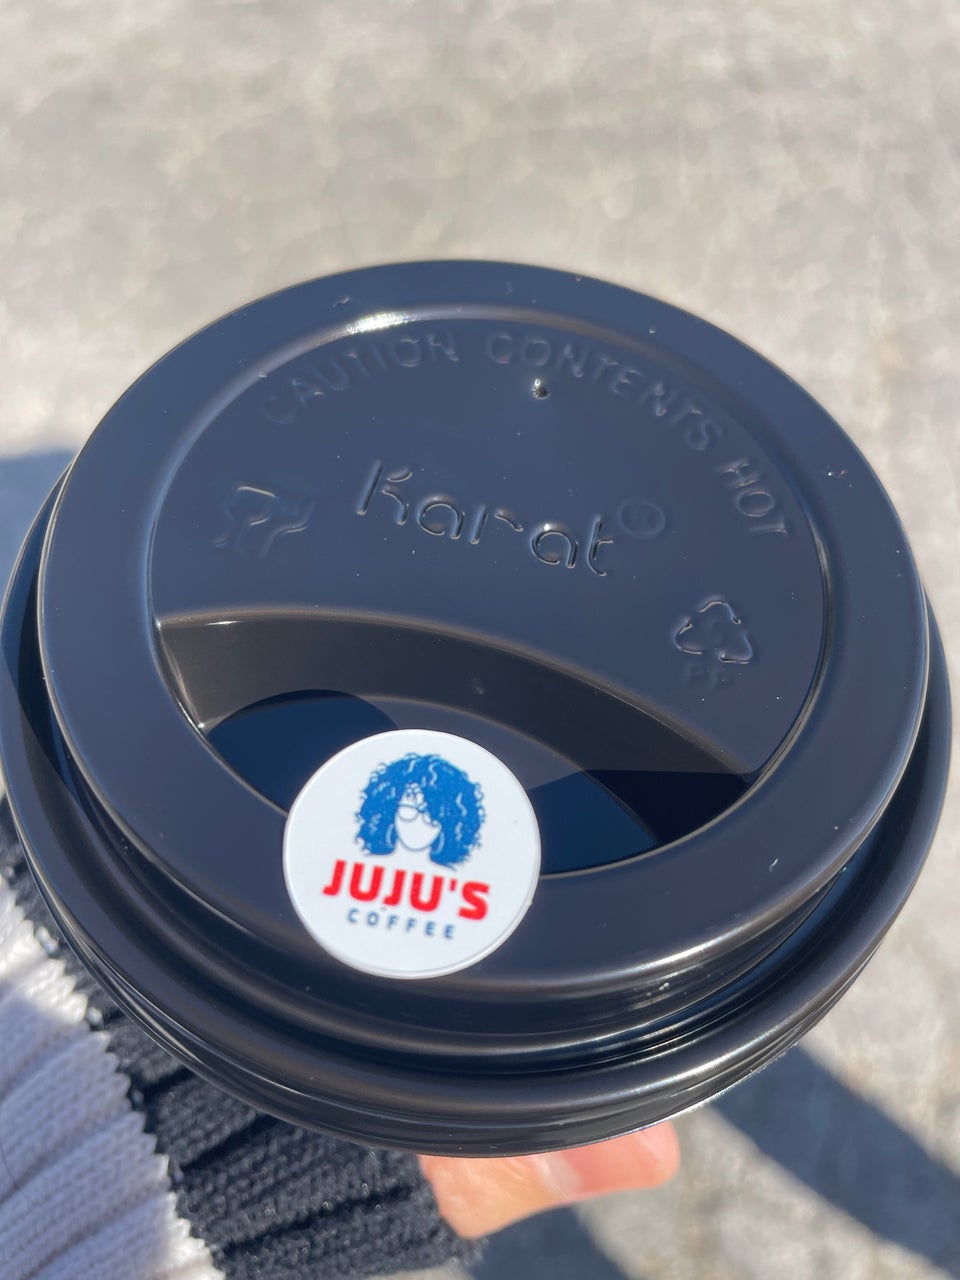 CAUTION CONTENTS HOT
Karat
PP
JUJU'S
COFFEE